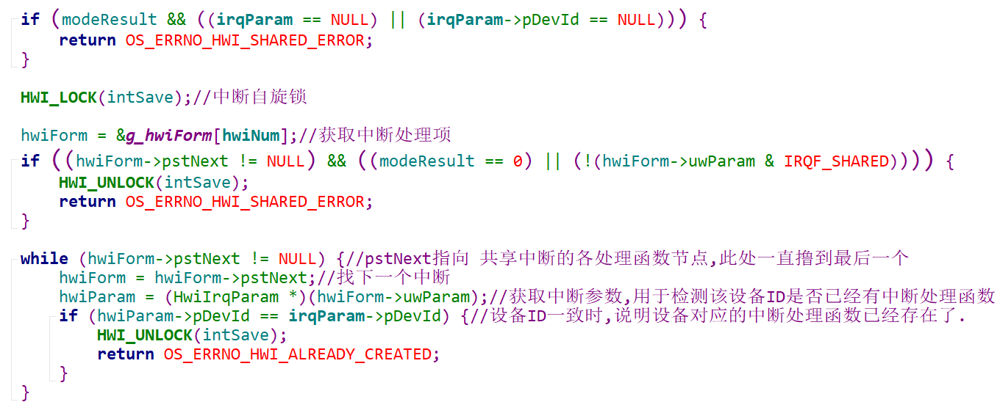 if (modeResult && ((irqParam == NULL) || (irqParam->pDevId == NULL))) {
    return OS_ERRNO_HWI_SHARED_ERROR;
}
HWI_LOCK(intSave);//中断自旋锁
hwiForm = &g_hwiForm[hwiNum];//获取中断处理项
if ((hwiForm->pstNext != NULL) && ((modeResult == 0) || (!(hwiForm->uwParam & IRQF_SHARED)))) {
    HWI_UNLOCK(intSave);
    return OS_ERRNO_HWI_SHARED_ERROR;
}
while (hwiForm->pstNext != NULL) {//pstNext指向 共享中断的各处理函数节点,此处一直撸到最后一个
    hwiForm = hwiForm->pstNext;//找下一个中断
    hwiParam = (HwiIrqParam *)(hwiForm->uwParam);//获取中断参数,用于检测该设备ID是否已经有中断处理函数
    if (hwiParam->pDevId == irqParam->pDevId) {//设备ID一致时,说明设备对应的中断处理函数已经存在了.
        HWI_UNLOCK(intSave);
        return OS_ERRNO_HWI_ALREADY_CREATED;
    }
}